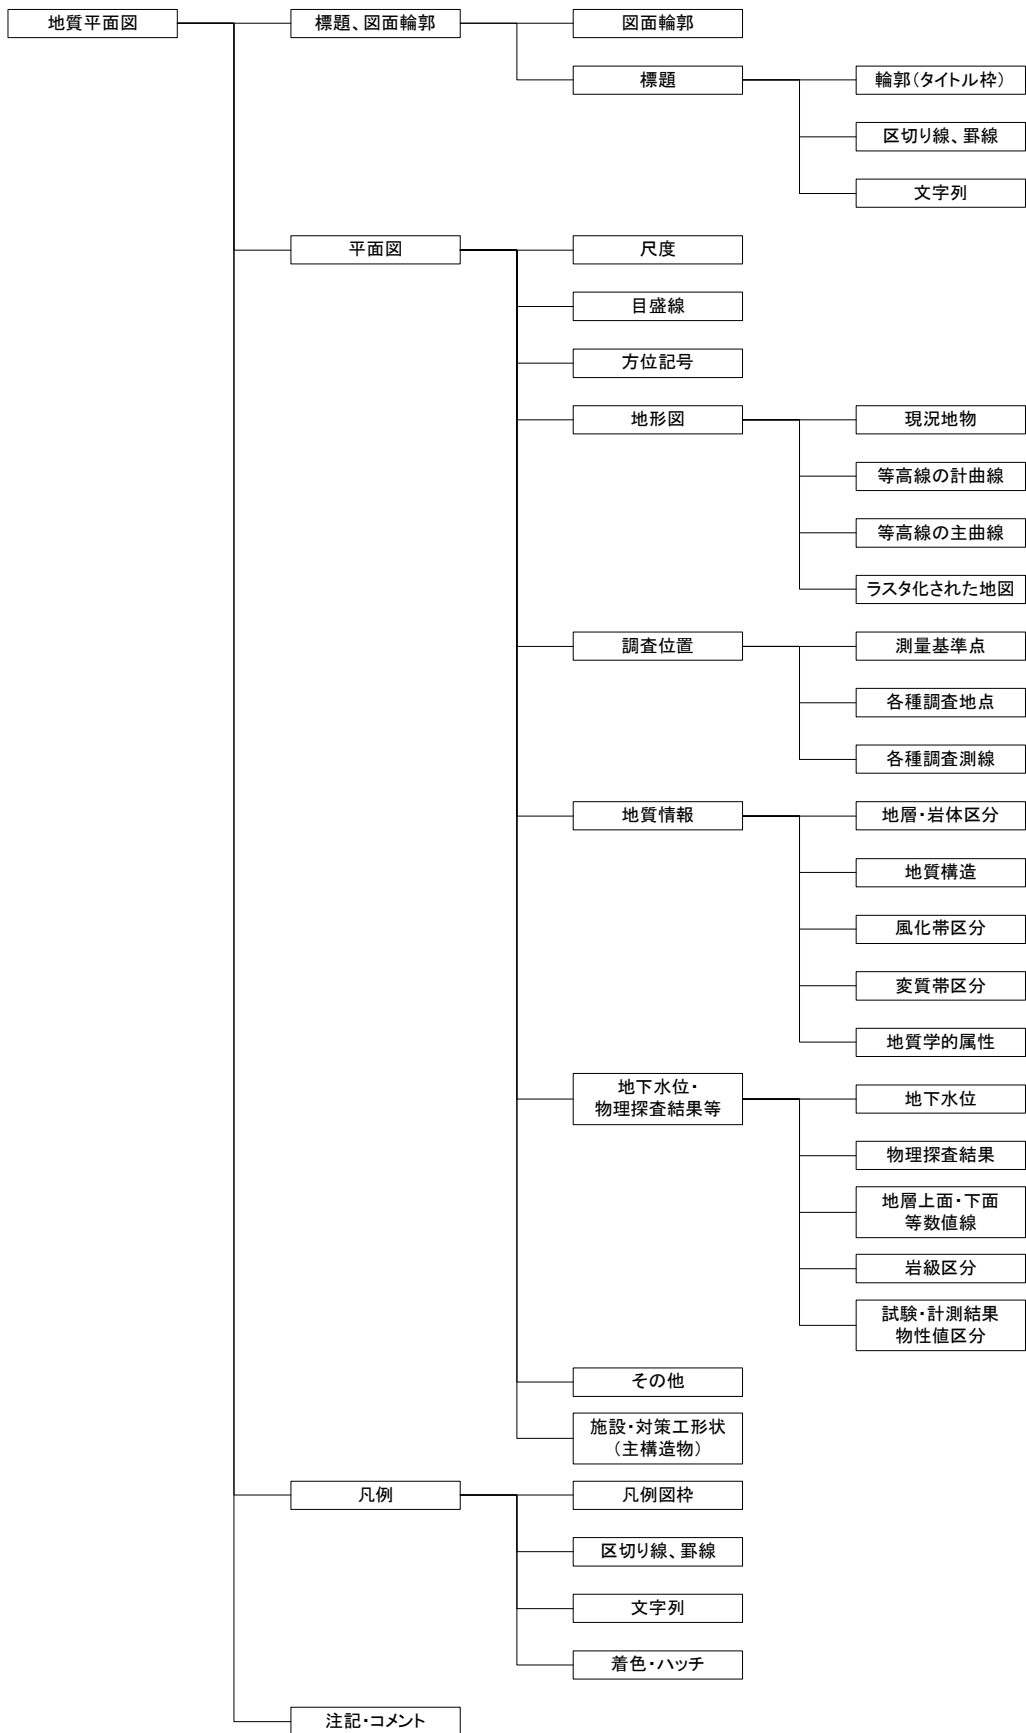 地質平面図
標題、図面輪郭
図面輪郭
標題
輪郭(タイトル枠)
区切り線、罫線
文字列
平面図
尺度
目盛線
方位記号
地形図
現況地物
等高線の計曲線
等高線の主曲線
ラスタ化された地図
調査位置
測量基準点
各種調査地点
各種調査測線
地質情報
地層・岩体区分
地質構造
風化帯区分
変質帯区分
地質学的属性
地下水位・
物理探査結果等
地下水位
物理探査結果
地層上面・下面
等数値線
岩級区分
試験・計測結果
物性値区分
その他
施設・対策工形状
(主構造物)
凡例
凡例図枠
区切り線、罫線
文字列
着色・ハッチ
注記・コメント